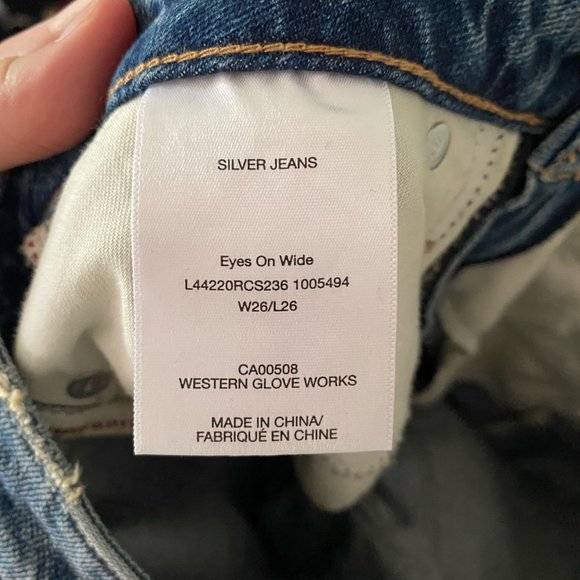 SILVER JEANS
Eyes On Wide
L44220RCS236 1005494
W26/L26
CA00508
WESTERN GLOVE WORKS
MADE IN CHINA/
FABRIQUÉ EN CHINE